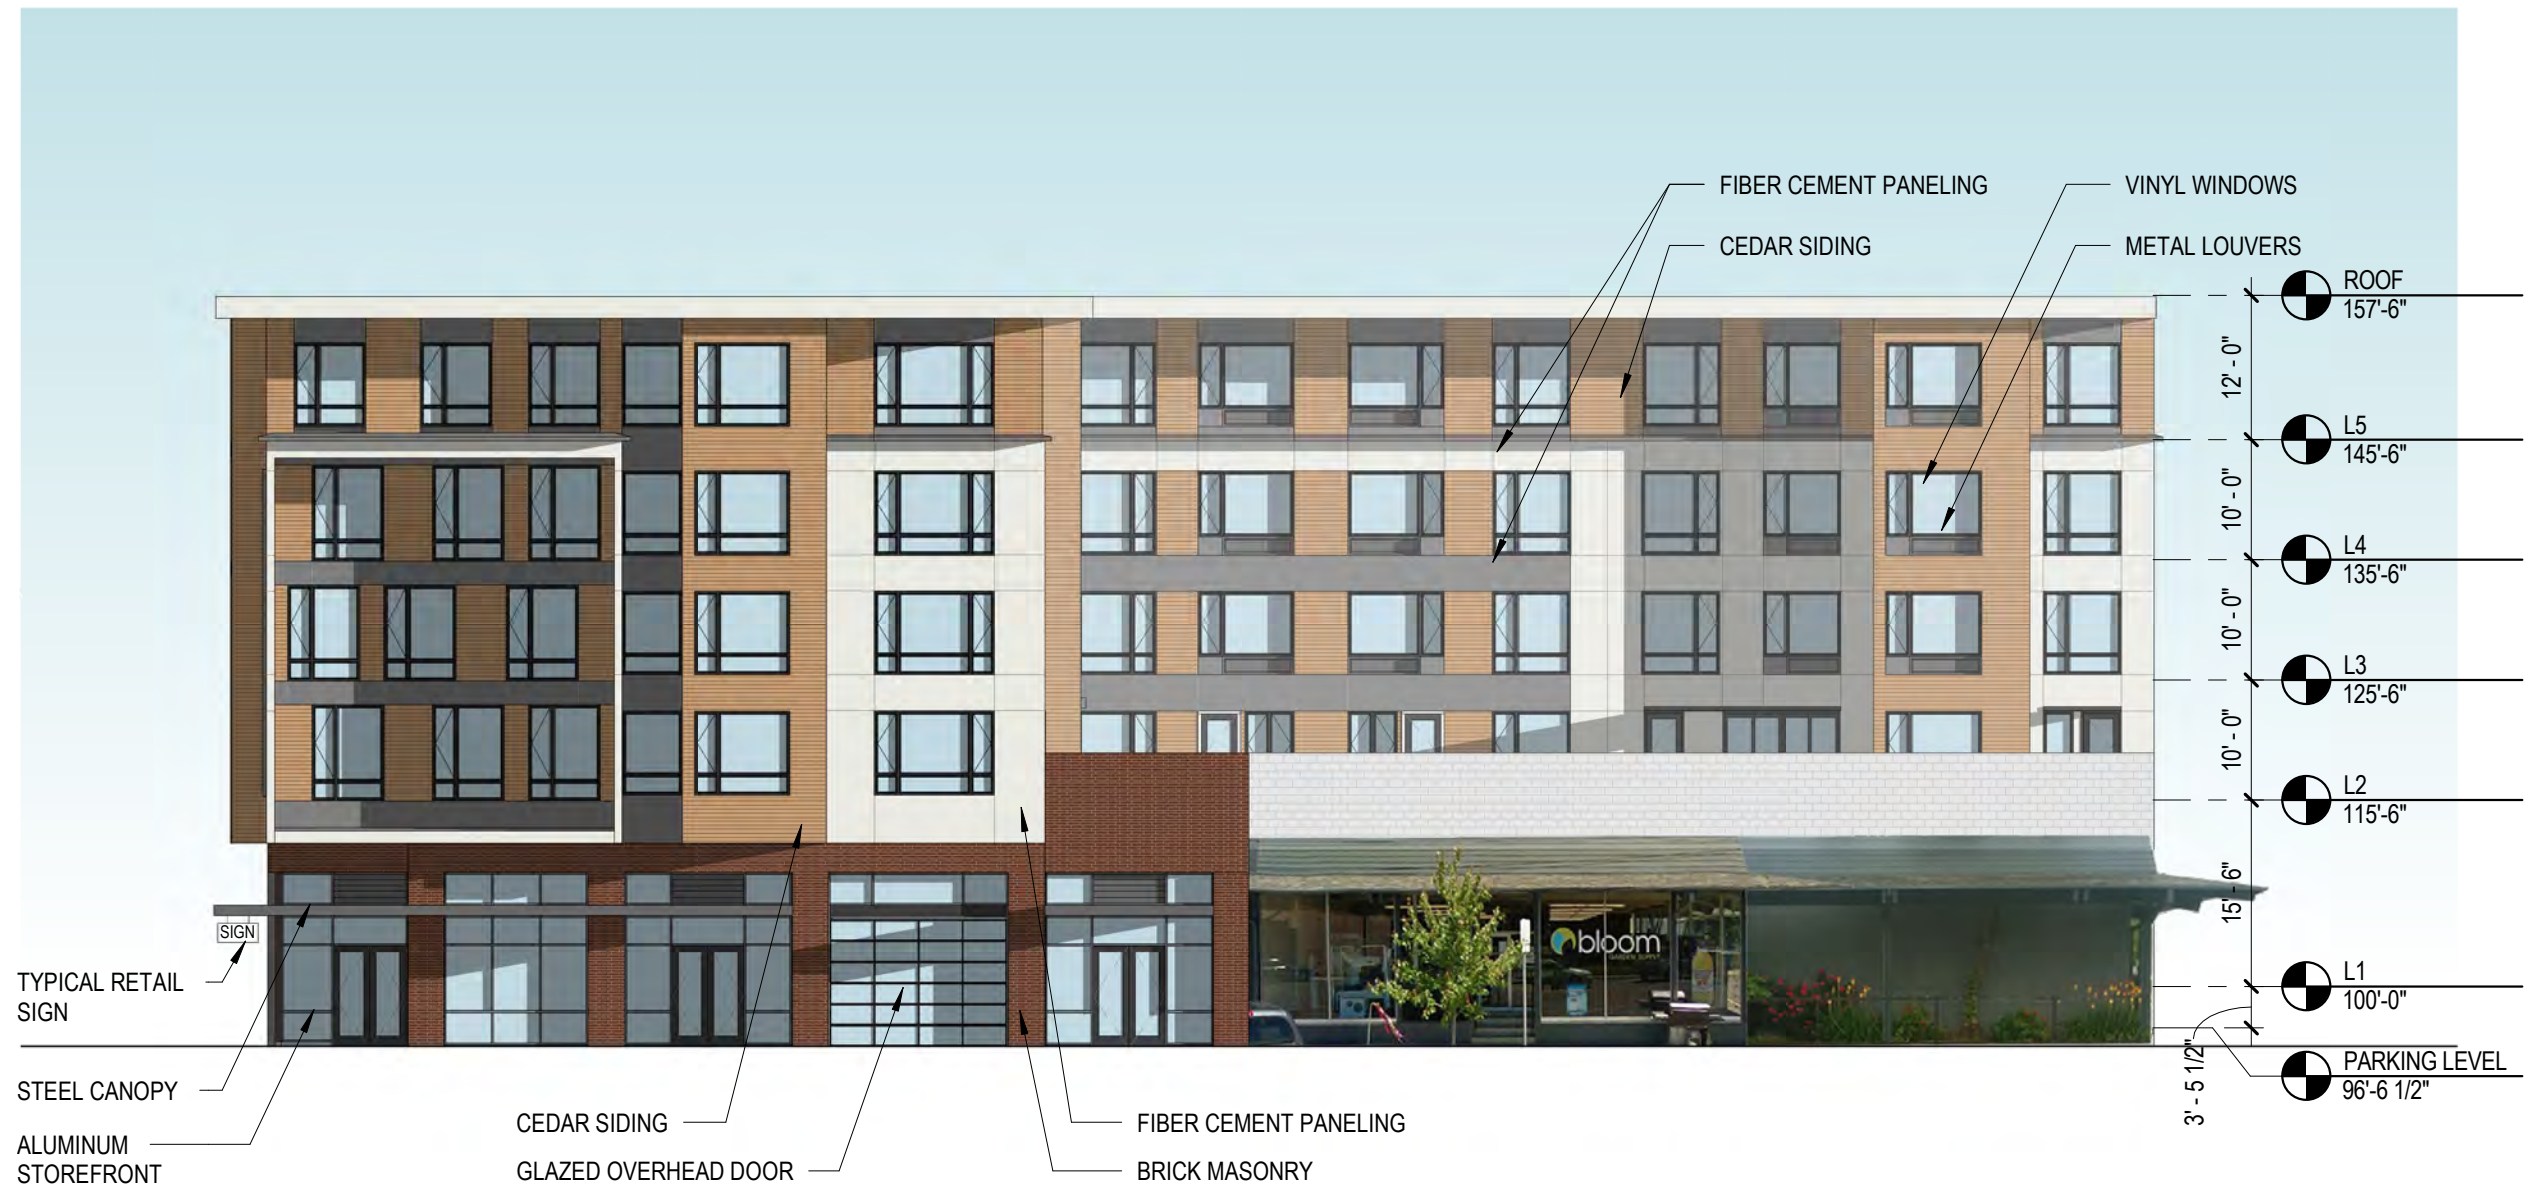 FIBER CEMENT PANELING
VINYL WINDOWS
CEDAR SIDING
METAL LOUVERS
ROOF
157'-6"
12' - 0"
L5
145'-6"
10' - 0"
L4
135'-6"
10' - 0"
L3
125'-6"
10' - 0"
L2
115'-6"
15' - 6"
SIGN
bloom
GARDEN SUPPLY
TYPICAL RETAIL
SIGN
L1
100'-0"
3' - 5 1/2"
PARKING LEVEL
96'-6 1/2"
STEEL CANOPY
ALUMINUM
STOREFRONT
CEDAR SIDING
GLAZED OVERHEAD DOOR
FIBER CEMENT PANELING
BRICK MASONRY